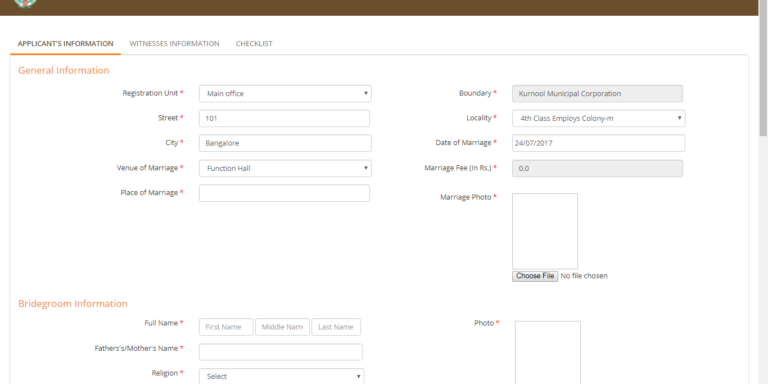 APPLICANT'S INFORMATION WITNESSES INFORMATION CHECKLIST
General Information
Registration Unit * Main office Boundary * Kurnool Municipal Corporation
Street * 101 Locality * 4th Class Employs Colony-m
City * Bangalore Date of Marriage * 24/07/2017
Venue of Marriage * Function Hall Marriage Fee (In Rs.) * 0.0
Place of Marriage * Marriage Photo *
Choose File No file chosen
Bridegroom Information
Full Name * First Name Middle Nam Last Name Photo *
Fathers's/Mother's Name *
Religion * Select